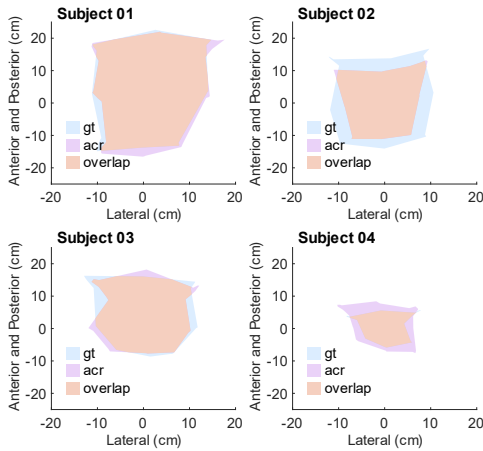 Subject 01
Anterior and Posterior (cm)
20
10
0
-10
-20
gt
acr
overlap
-20 -10 0 10 20
Lateral (cm)
Subject 02
Anterior and Posterior (cm)
20
10
0
-10
-20
gt
acr
overlap
-20 -10 0 10 20
Lateral (cm)
Subject 03
Anterior and Posterior (cm)
20
10
0
-10
-20
gt
acr
overlap
-20 -10 0 10 20
Lateral (cm)
Subject 04
Anterior and Posterior (cm)
20
10
0
-10
-20
gt
acr
overlap
-20 -10 0 10 20
Lateral (cm)